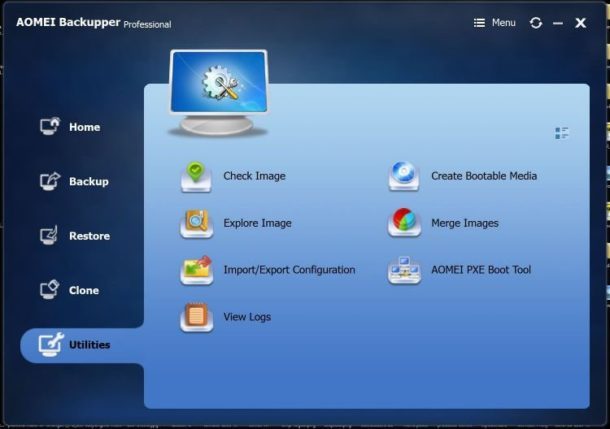 AOMEI Backupper Professional
Menu
Home
Backup
Restore
Clone
Utilities
Check Image
Create Bootable Media
Explore Image
Merge Images
Import/Export Configuration
AOMEI PXE Boot Tool
View Logs